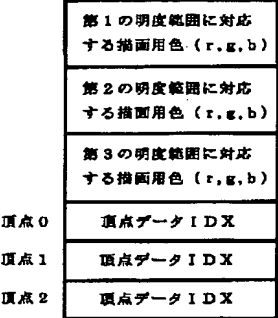 第1の明度範囲に対応
する描画用色(r,g,b)
第2の明度範囲に対応
する描画用色(r,g,b)
第3の明度範囲に対応
する描画用色(r,g,b)
頂点0 頂点データIDX
頂点1 頂点データIDX
頂点2 頂点データIDX